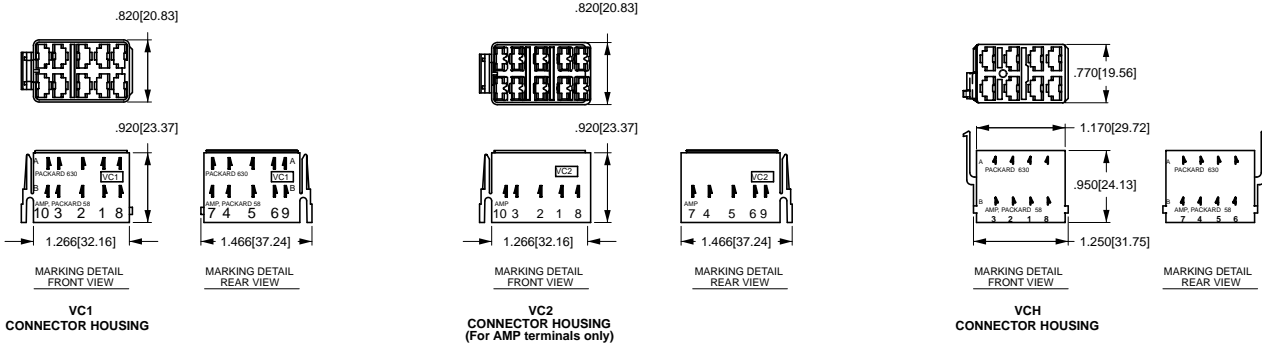 .820[20.83]
.920[23.37]
A
PACKARD 630
VC1
B
AMP, PACKARD 58
10 3 2 1 8
1.266[32.16]
MARKING DETAIL
FRONT VIEW
A
PACKARD 630
VC1
B
AMP, PACKARD 58
7 4 5 6 9
1.466[37.24]
MARKING DETAIL
REAR VIEW
VC1
CONNECTOR HOUSING
.820[20.83]
.920[23.37]
VC2
AMP
10 3 2 1 8
1.266[32.16]
MARKING DETAIL
FRONT VIEW
VC2
AMP
7 4 5 6 9
1.466[37.24]
MARKING DETAIL
REAR VIEW
VC2
CONNECTOR HOUSING
(For AMP terminals only)
.770[19.56]
1.170[29.72]
A
PACKARD 630
.950[24.13]
B
AMP, PACKARD 58
3 2 1 8
1.250[31.75]
MARKING DETAIL
FRONT VIEW
A
PACKARD 630
B
AMP, PACKARD 58
7 4 5 6
MARKING DETAIL
REAR VIEW
VCH
CONNECTOR HOUSING